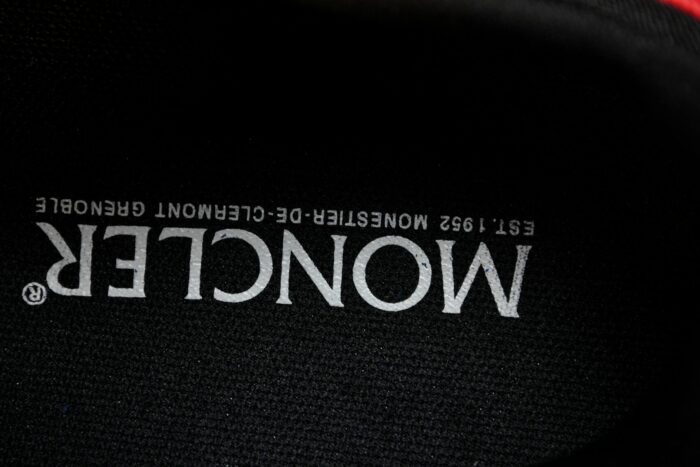 MONCLER®
EST.1952 MONESTIER-DE-CLERMONT GRENOBLE